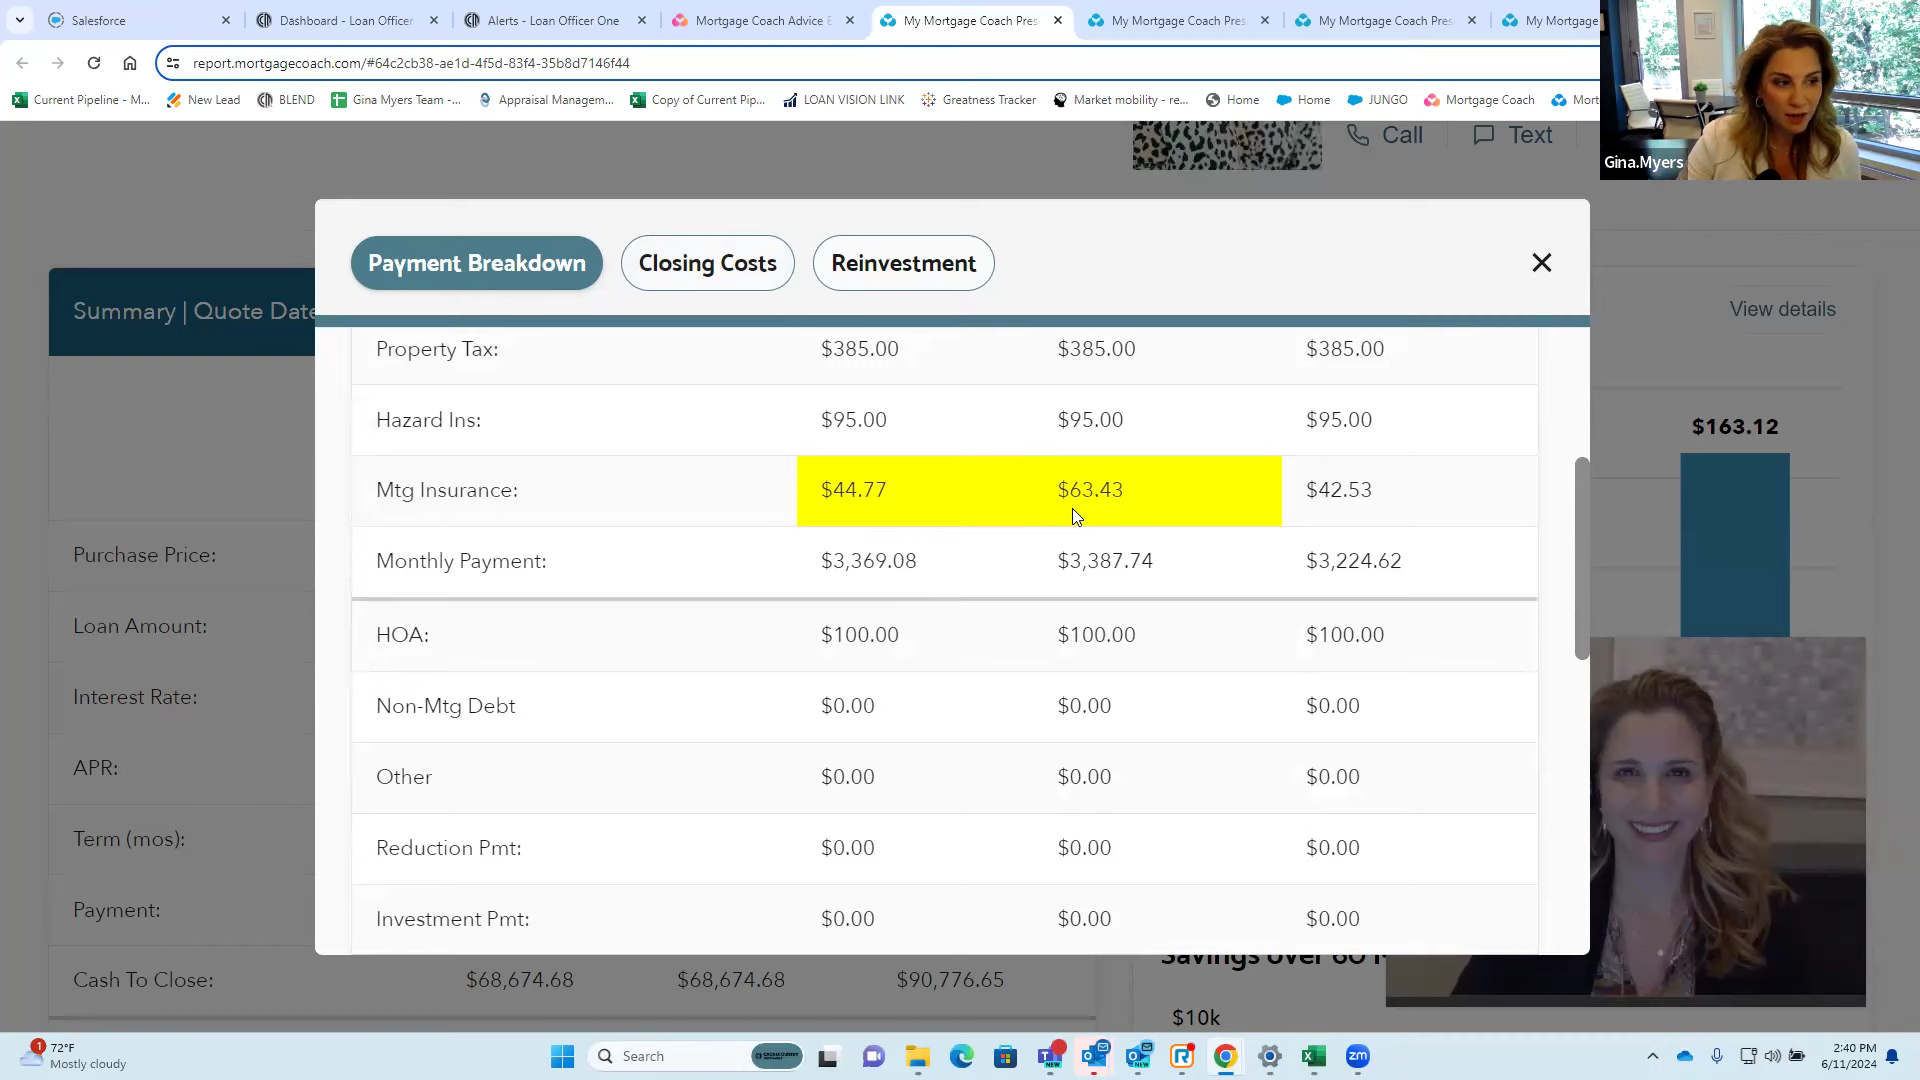 Salesforce
Dashboard - Loan Officer
Alerts - Loan Officer One
Mortgage Coach Advice E
My Mortgage Coach Pres
My Mortgage Coach Pres
My Mortgage Coach Pres
My Mortgage
report.mortgagecoach.com/#64c2cb38-ae1d-4f5d-83f4-35b8d7146f44
Current Pipeline - M...
New Lead
BLEND
Gina Myers Team -...
Appraisal Managem...
Copy of Current Pip...
LOAN VISION LINK
Greatness Tracker
Market mobility - re...
Home
Home
JUNGO
Mortgage Coach
Mort
Gina.Myers
Call
Text
Payment Breakdown
Closing Costs
Reinvestment
Summary | Quote Date
View details
$163.12
Property Tax: $385.00 $385.00 $385.00
Hazard Ins: $95.00 $95.00 $95.00
Mtg Insurance: $44.77 $63.43 $42.53
Monthly Payment: $3,369.08 $3,387.74 $3,224.62
HOA: $100.00 $100.00 $100.00
Non-Mtg Debt $0.00 $0.00 $0.00
Other $0.00 $0.00 $0.00
Reduction Pmt: $0.00 $0.00 $0.00
Investment Pmt: $0.00 $0.00 $0.00
Purchase Price:
Loan Amount:
Interest Rate:
APR:
Term (mos):
Payment:
Cash To Close: $68,674.68 $68,674.68 $90,776.65
Savings over 60
$10k
1
72°F
Mostly cloudy
Search
NEW
NEW
zm
2:40 PM
6/11/2024